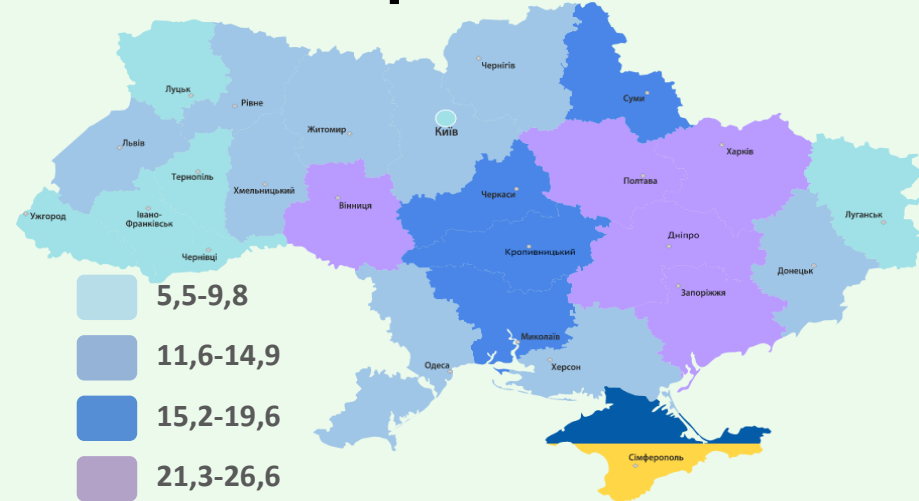 Чернігів
Луцьк
Рівне
Суми
Київ
Житомир
Львів
Харків
Тернопіль
Полтава
Хмельницький
Черкаси
Вінниця
Ужгород
Івано-
Франківськ
Луганськ
Дніпро
Чернівці
Кропивницький
Донецьк
Запоріжжя
5,5-9,8
11,6-14,9
15,2-19,6
21,3-26,6
Миколаїв
Одеса
Херсон
Сімферополь